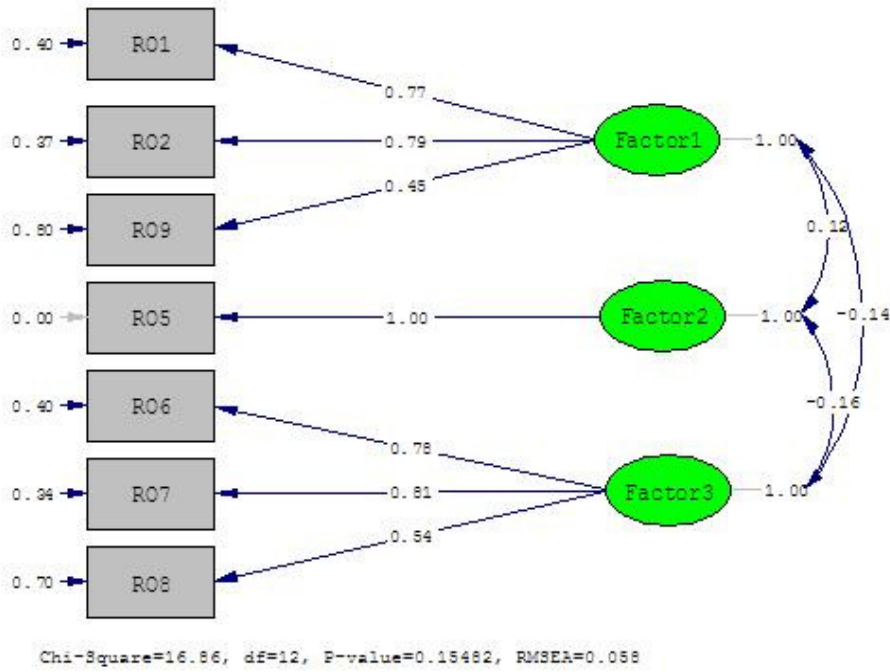 0.40 RO1
0.77
0.37 RO2 0.79 Factor1 1.00
0.45
0.80 RO9 0.12
0.00 RO5 1.00 Factor2 1.00 -0.14
0.40 RO6 -0.16
0.78
0.34 RO7 0.81 Factor3 1.00
0.54
0.70 RO8
Chi-Square=16.86, df=12, P-value=0.15482, RMSEA=0.058